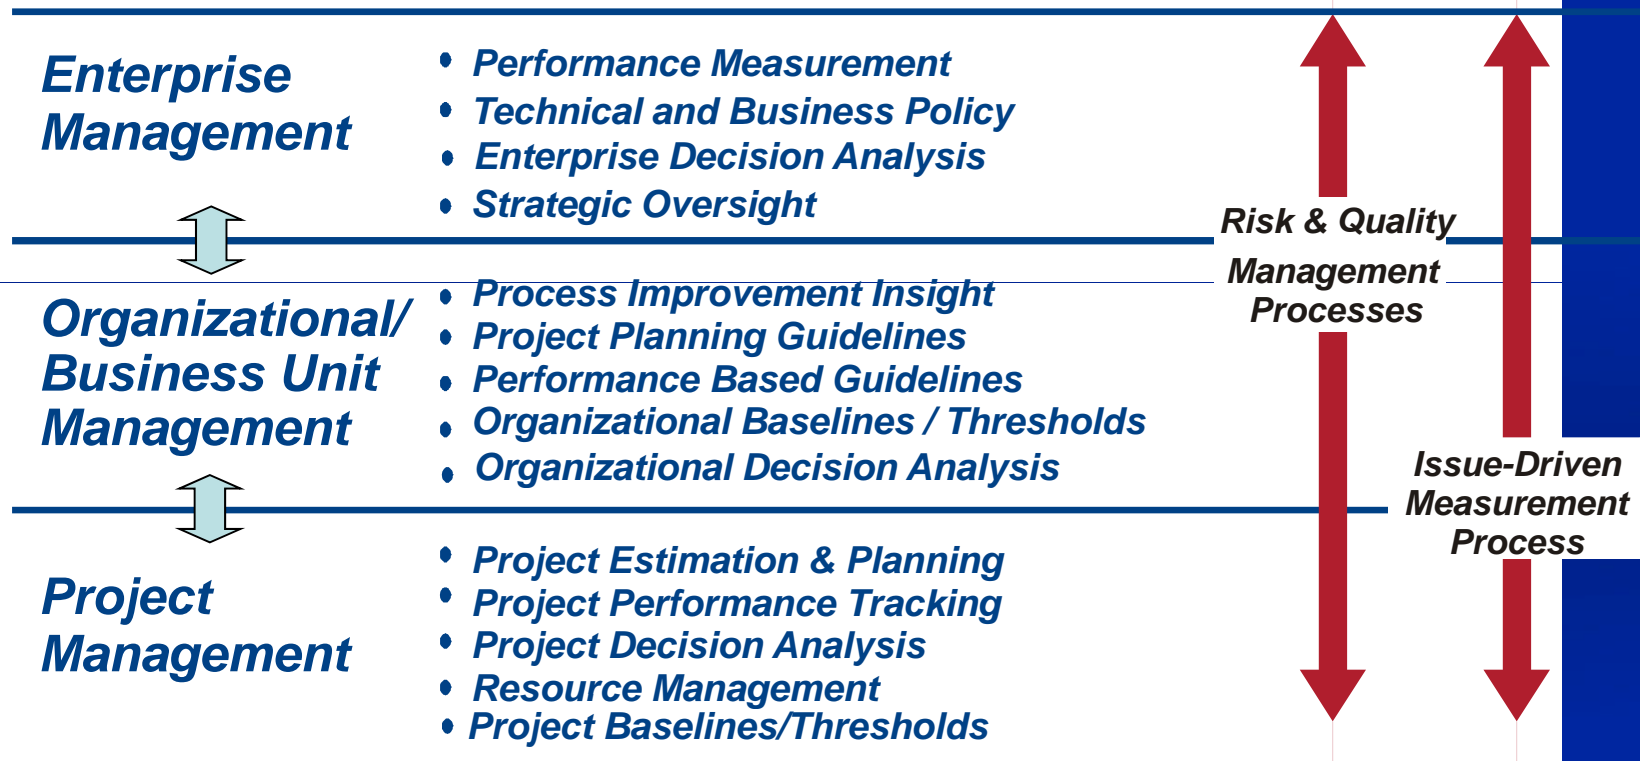 Enterprise
Management
• Performance Measurement
• Technical and Business Policy
• Enterprise Decision Analysis
• Strategic Oversight
Organizational/
Business Unit
Management
• Process Improvement Insight
• Project Planning Guidelines
• Performance Based Guidelines
• Organizational Baselines / Thresholds
• Organizational Decision Analysis
Project
Management
• Project Estimation & Planning
• Project Performance Tracking
• Project Decision Analysis
• Resource Management
• Project Baselines/Thresholds
Risk & Quality
Management
Processes
Issue-Driven
Measurement
Process